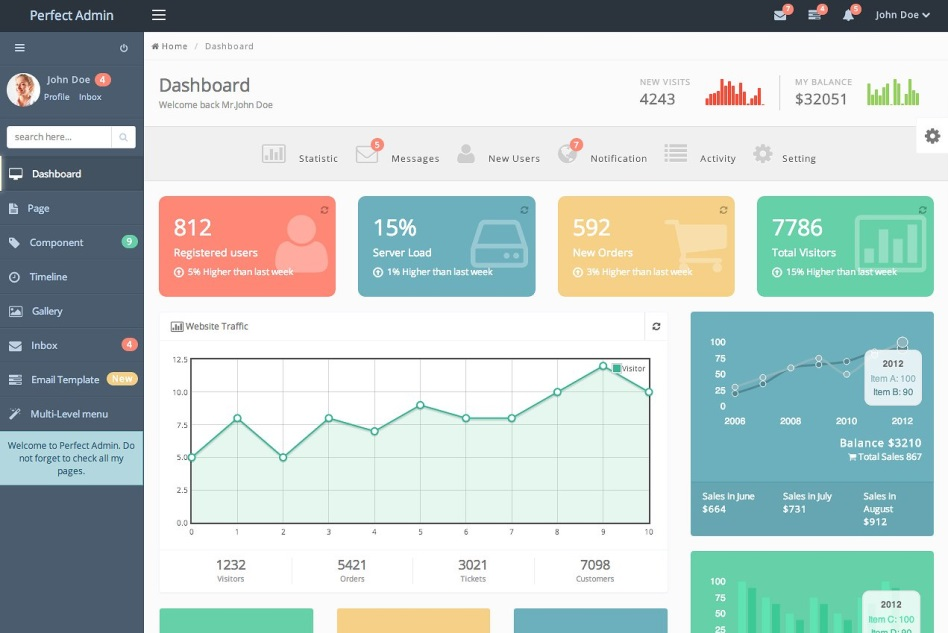 Perfect Admin
7
4
5
John Doe
John Doe 4
Profile Inbox
search here...
Dashboard
Page
Component 9
Timeline
Gallery
Inbox 4
Email Template New
Multi-Level menu
Welcome to Perfect Admin. Do
not forget to check all my
pages.
Home / Dashboard
Dashboard
Welcome back Mr.John Doe
NEW VISITS
4243
MY BALANCE
$32051
Statistic
5
Messages
New Users
7
Notification
Activity
Setting
812
Registered users
5% Higher than last week
15%
Server Load
1% Higher than last week
592
New Orders
3% Higher than last week
7786
Total Visitors
15% Higher than last week
Website Traffic
Visitor
12.5
10.0
7.5
5.0
2.5
0.0
0 1 2 3 4 5 6 7 8 9 10
1232
Visitors
5421
Orders
3021
Tickets
7098
Customers
100
75
50
25
0
2006 2008 2010 2012
2012
Item A: 100
Item B: 90
Balance $3210
Total Sales 867
Sales in June
$664
Sales in July
$731
Sales in
August
$912
100
75
50
25
2012
Item C: 100
Item D: 90